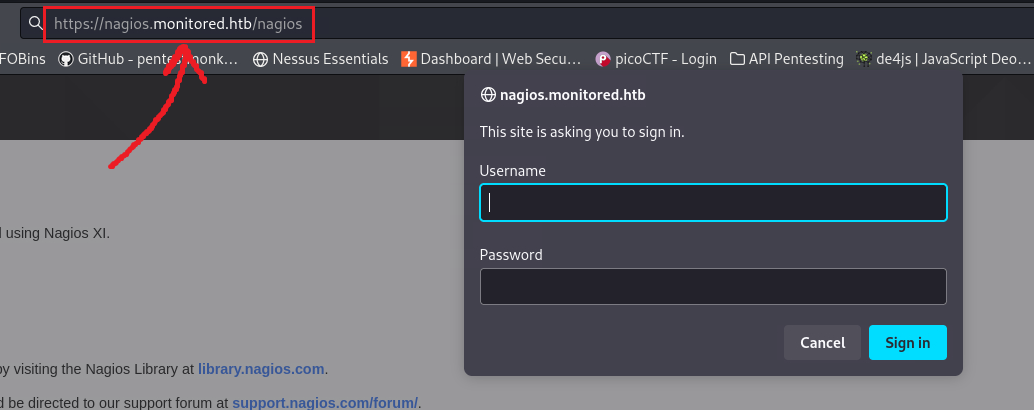 https://nagios.monitored.htb/nagios
FOBins GitHub - pentestmonk... Nessus Essentials Dashboard | Web Secu... picoCTF - Login API Pentesting de4js | JavaScript Deo...
nagios.monitored.htb
This site is asking you to sign in.
Username
using Nagios XI.
Password
Cancel Sign in
by visiting the Nagios Library at library.nagios.com.
d be directed to our support forum at support.nagios.com/forum/.